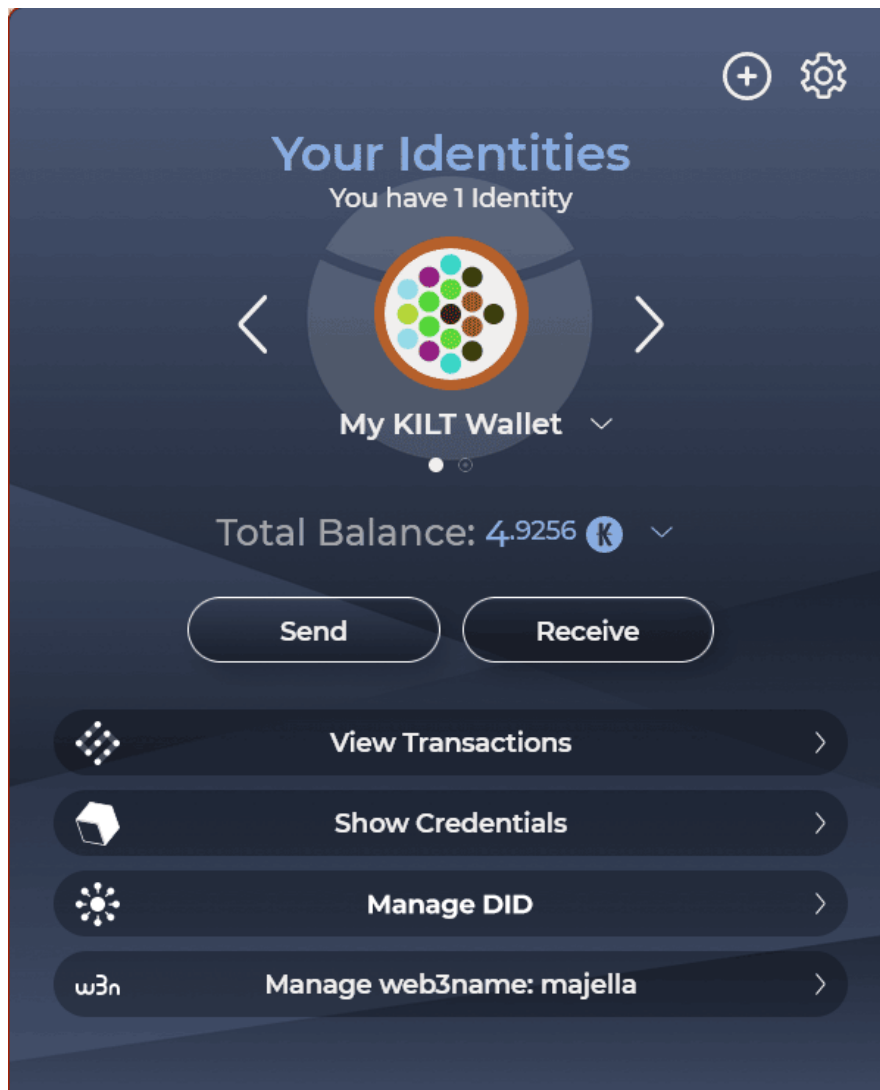 Your Identities
You have 1 Identity
My KILT Wallet
Total Balance: 4.9256 K
Send
Receive
View Transactions
Show Credentials
Manage DID
w3n Manage web3name: majella